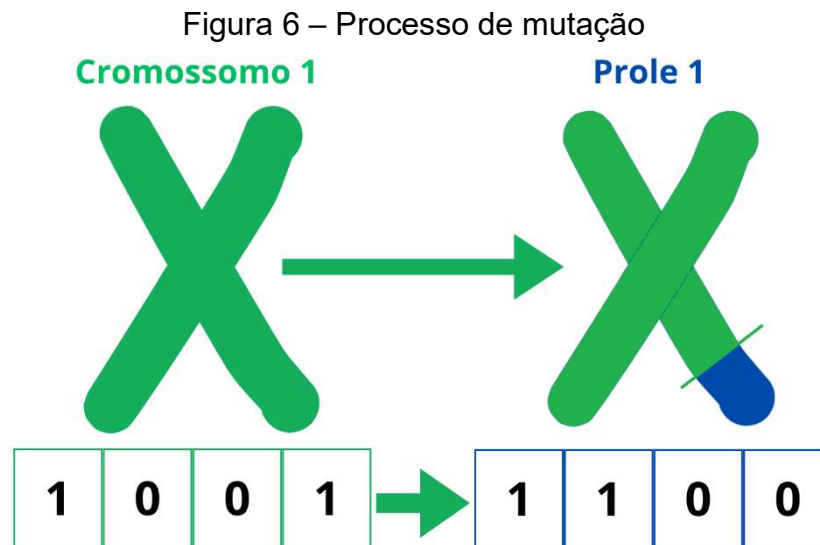 Figura 6 – Processo de mutação
Cromossomo 1
Prole 1
1 0 0 1
1 1 0 0